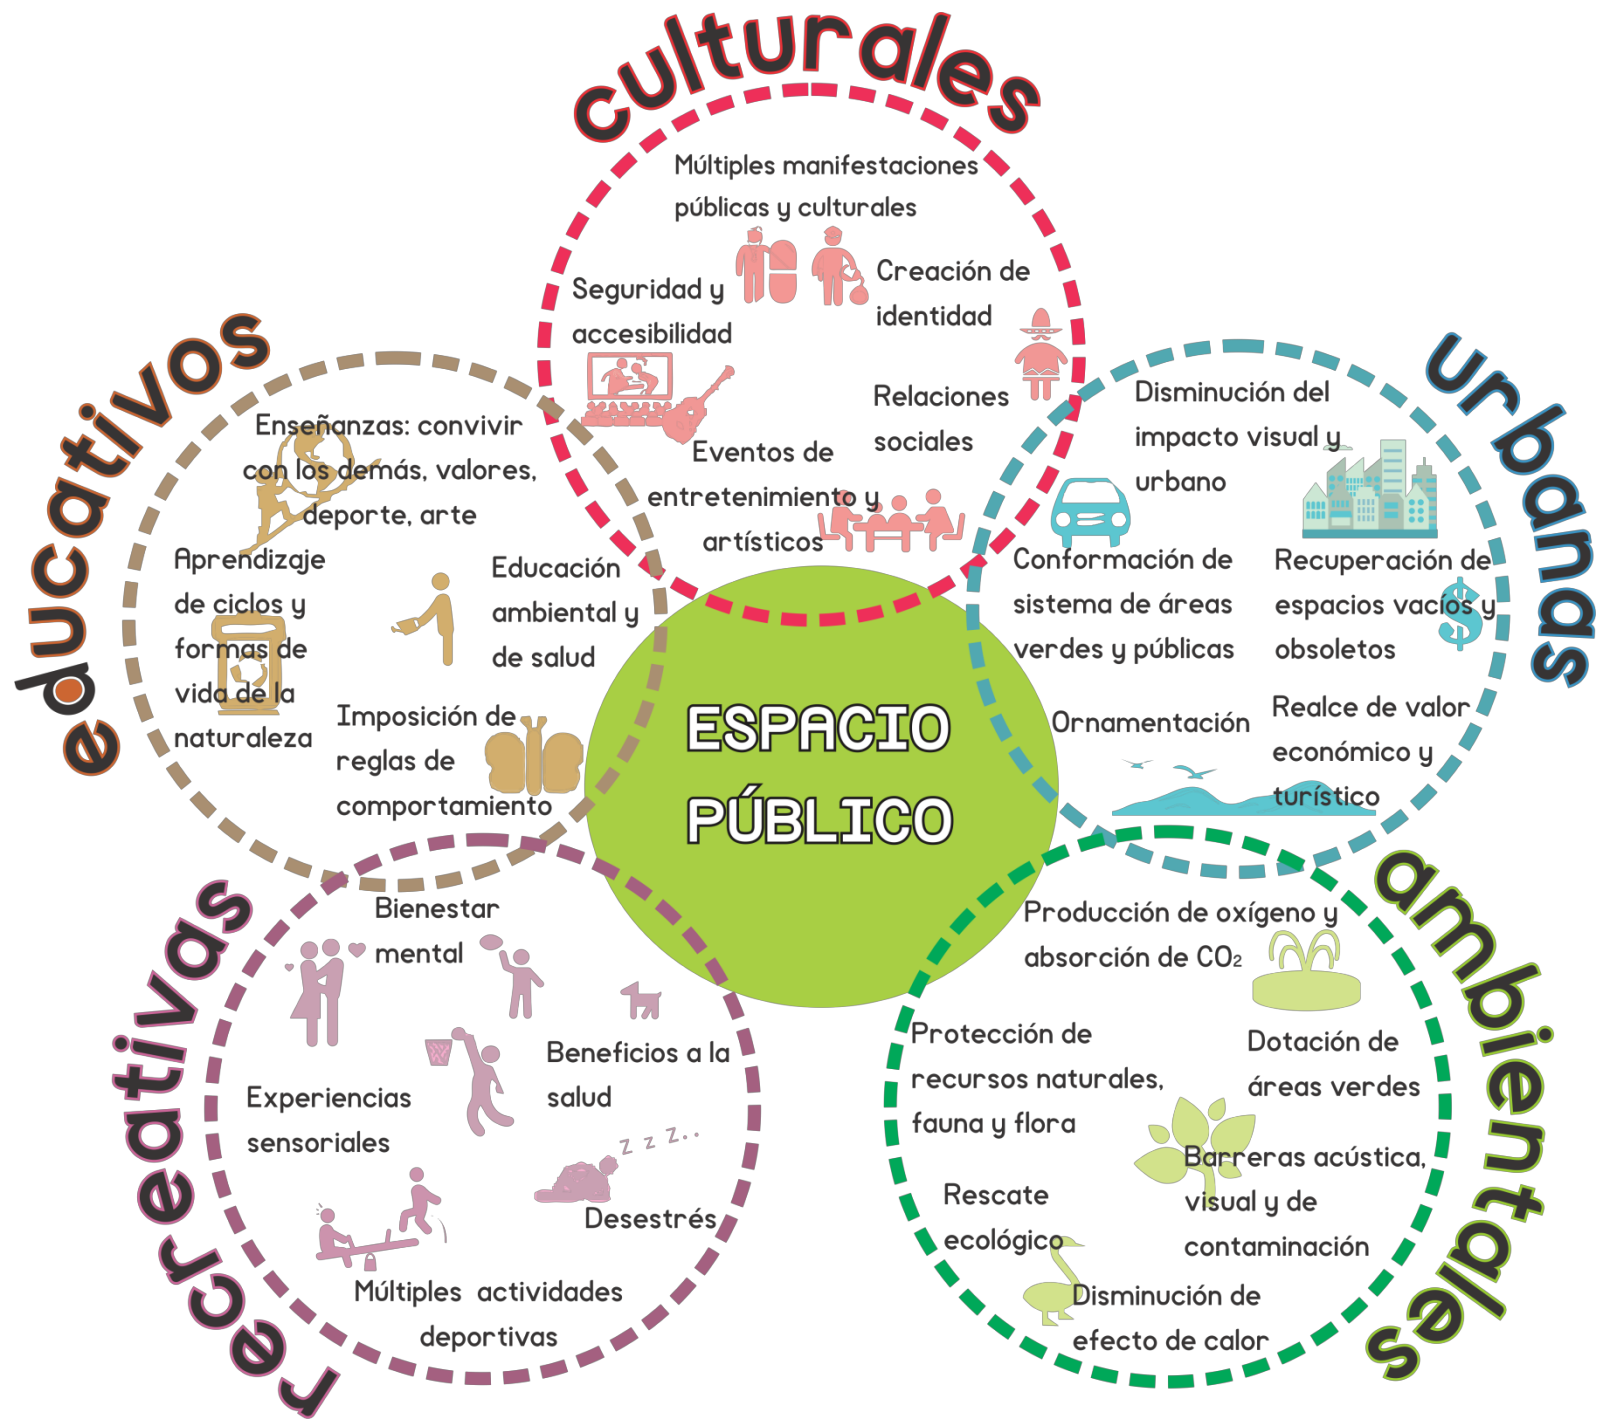 culturales
Múltiples manifestaciones
públicas y culturales
Seguridad y
accesibilidad
Creación de
identidad
Relaciones
sociales
Eventos de
entretenimiento y
artísticos
educativos
Enseñanzas: convivir
con los demás, valores,
deporte, arte
Aprendizaje
de ciclos y
formas de
vida de la
naturaleza
Educación
ambiental y
de salud
Imposición de
reglas de
comportamiento
urbanas
Disminución del
impacto visual y
urbano
Conformación de
sistema de áreas
verdes y públicas
Recuperación de
espacios vacíos y
obsoletos
$
Ornamentación
Realce de valor
económico y
turístico
ESPACIO
PÚBLICO
recreativas
Bienestar
mental
Beneficios a la
salud
Experiencias
sensoriales
z z z..
Desestrés
Múltiples actividades
deportivas
ambientales
Producción de oxígeno y
absorción de CO₂
Protección de
recursos naturales,
fauna y flora
Dotación de
áreas verdes
Barreras acústica,
visual y de
contaminación
Rescate
ecológico
Disminución de
efecto de calor